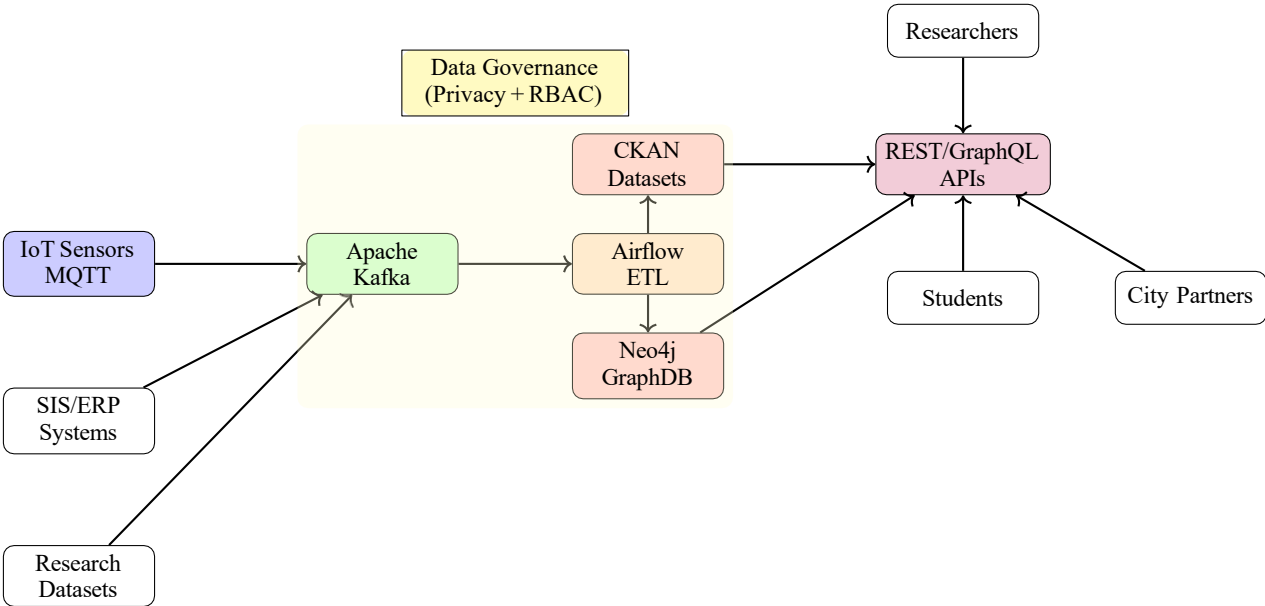 Researchers
Data Governance
(Privacy + RBAC)
CKAN
Datasets
REST/GraphQL
APIs
IoT Sensors
MQTT
Apache
Kafka
Airflow
ETL
Students
City Partners
Neo4j
GraphDB
SIS/ERP
Systems
Research
Datasets